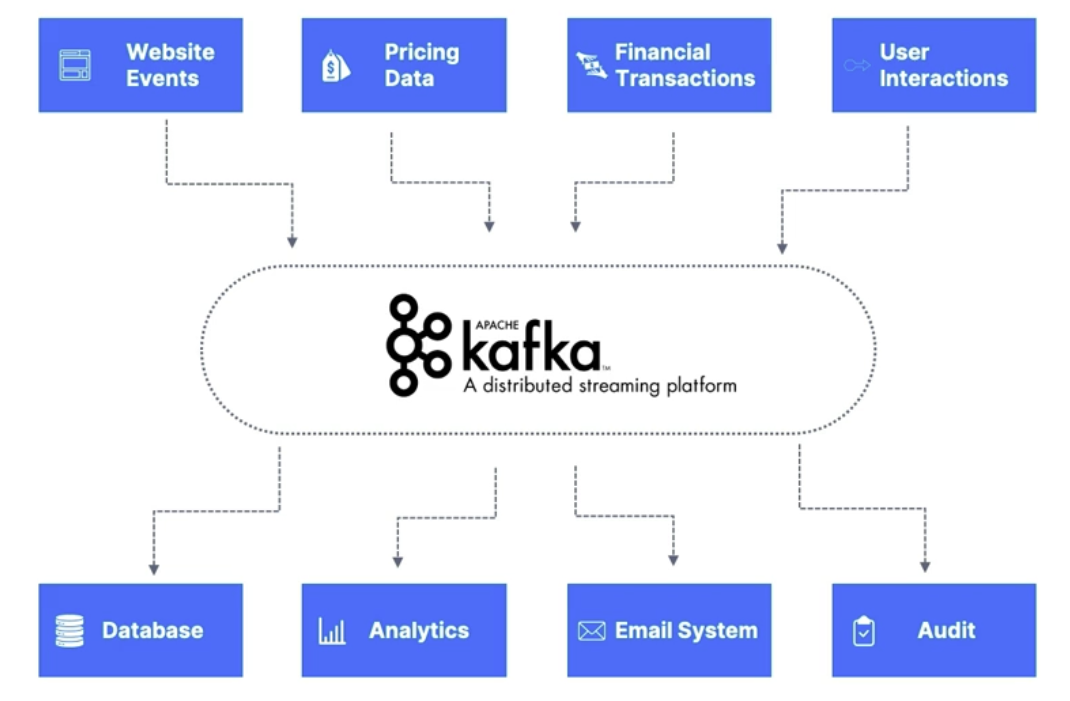 Website
Events
Pricing
Data
$
Financial
Transactions
User
Interactions
APACHE
kafka™
A distributed streaming platform
Database
Analytics
Email System
Audit